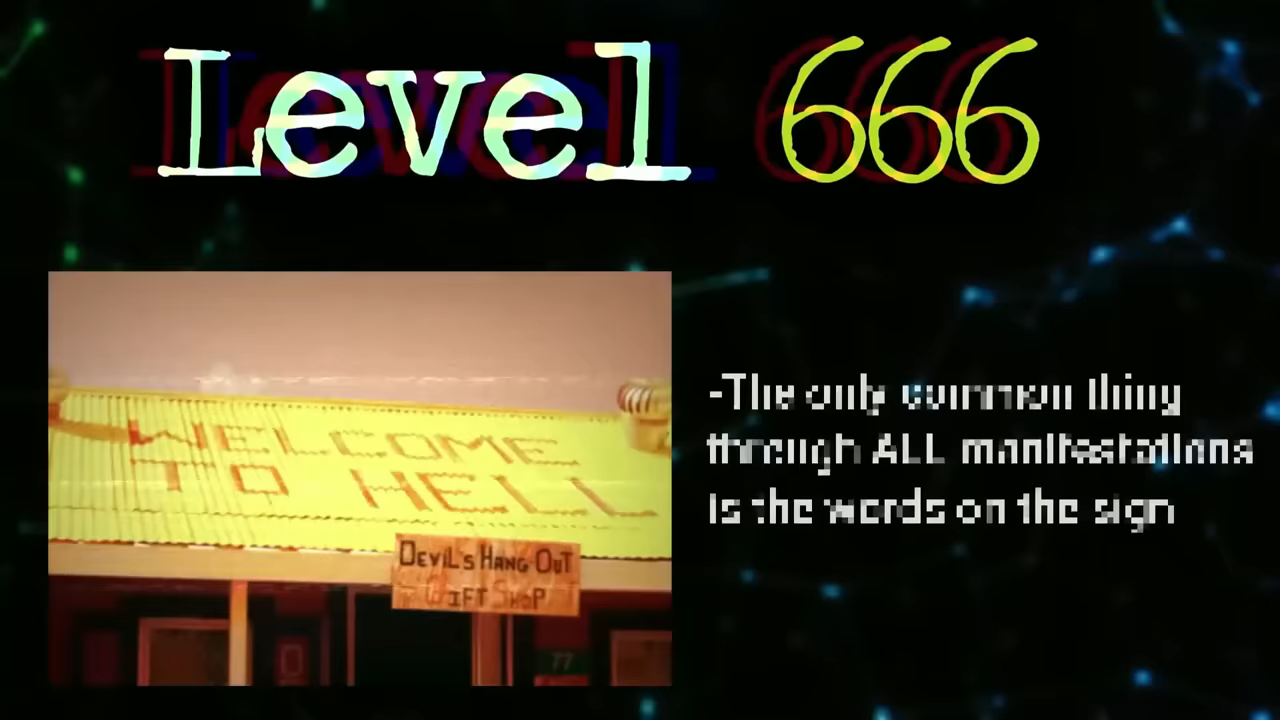 Level 666
WELCOME
TO HELL
DEVIL'S HANG OUT
GIFT SHOP
77
-The only common thing
through ALL manifestations
is the words on the sign